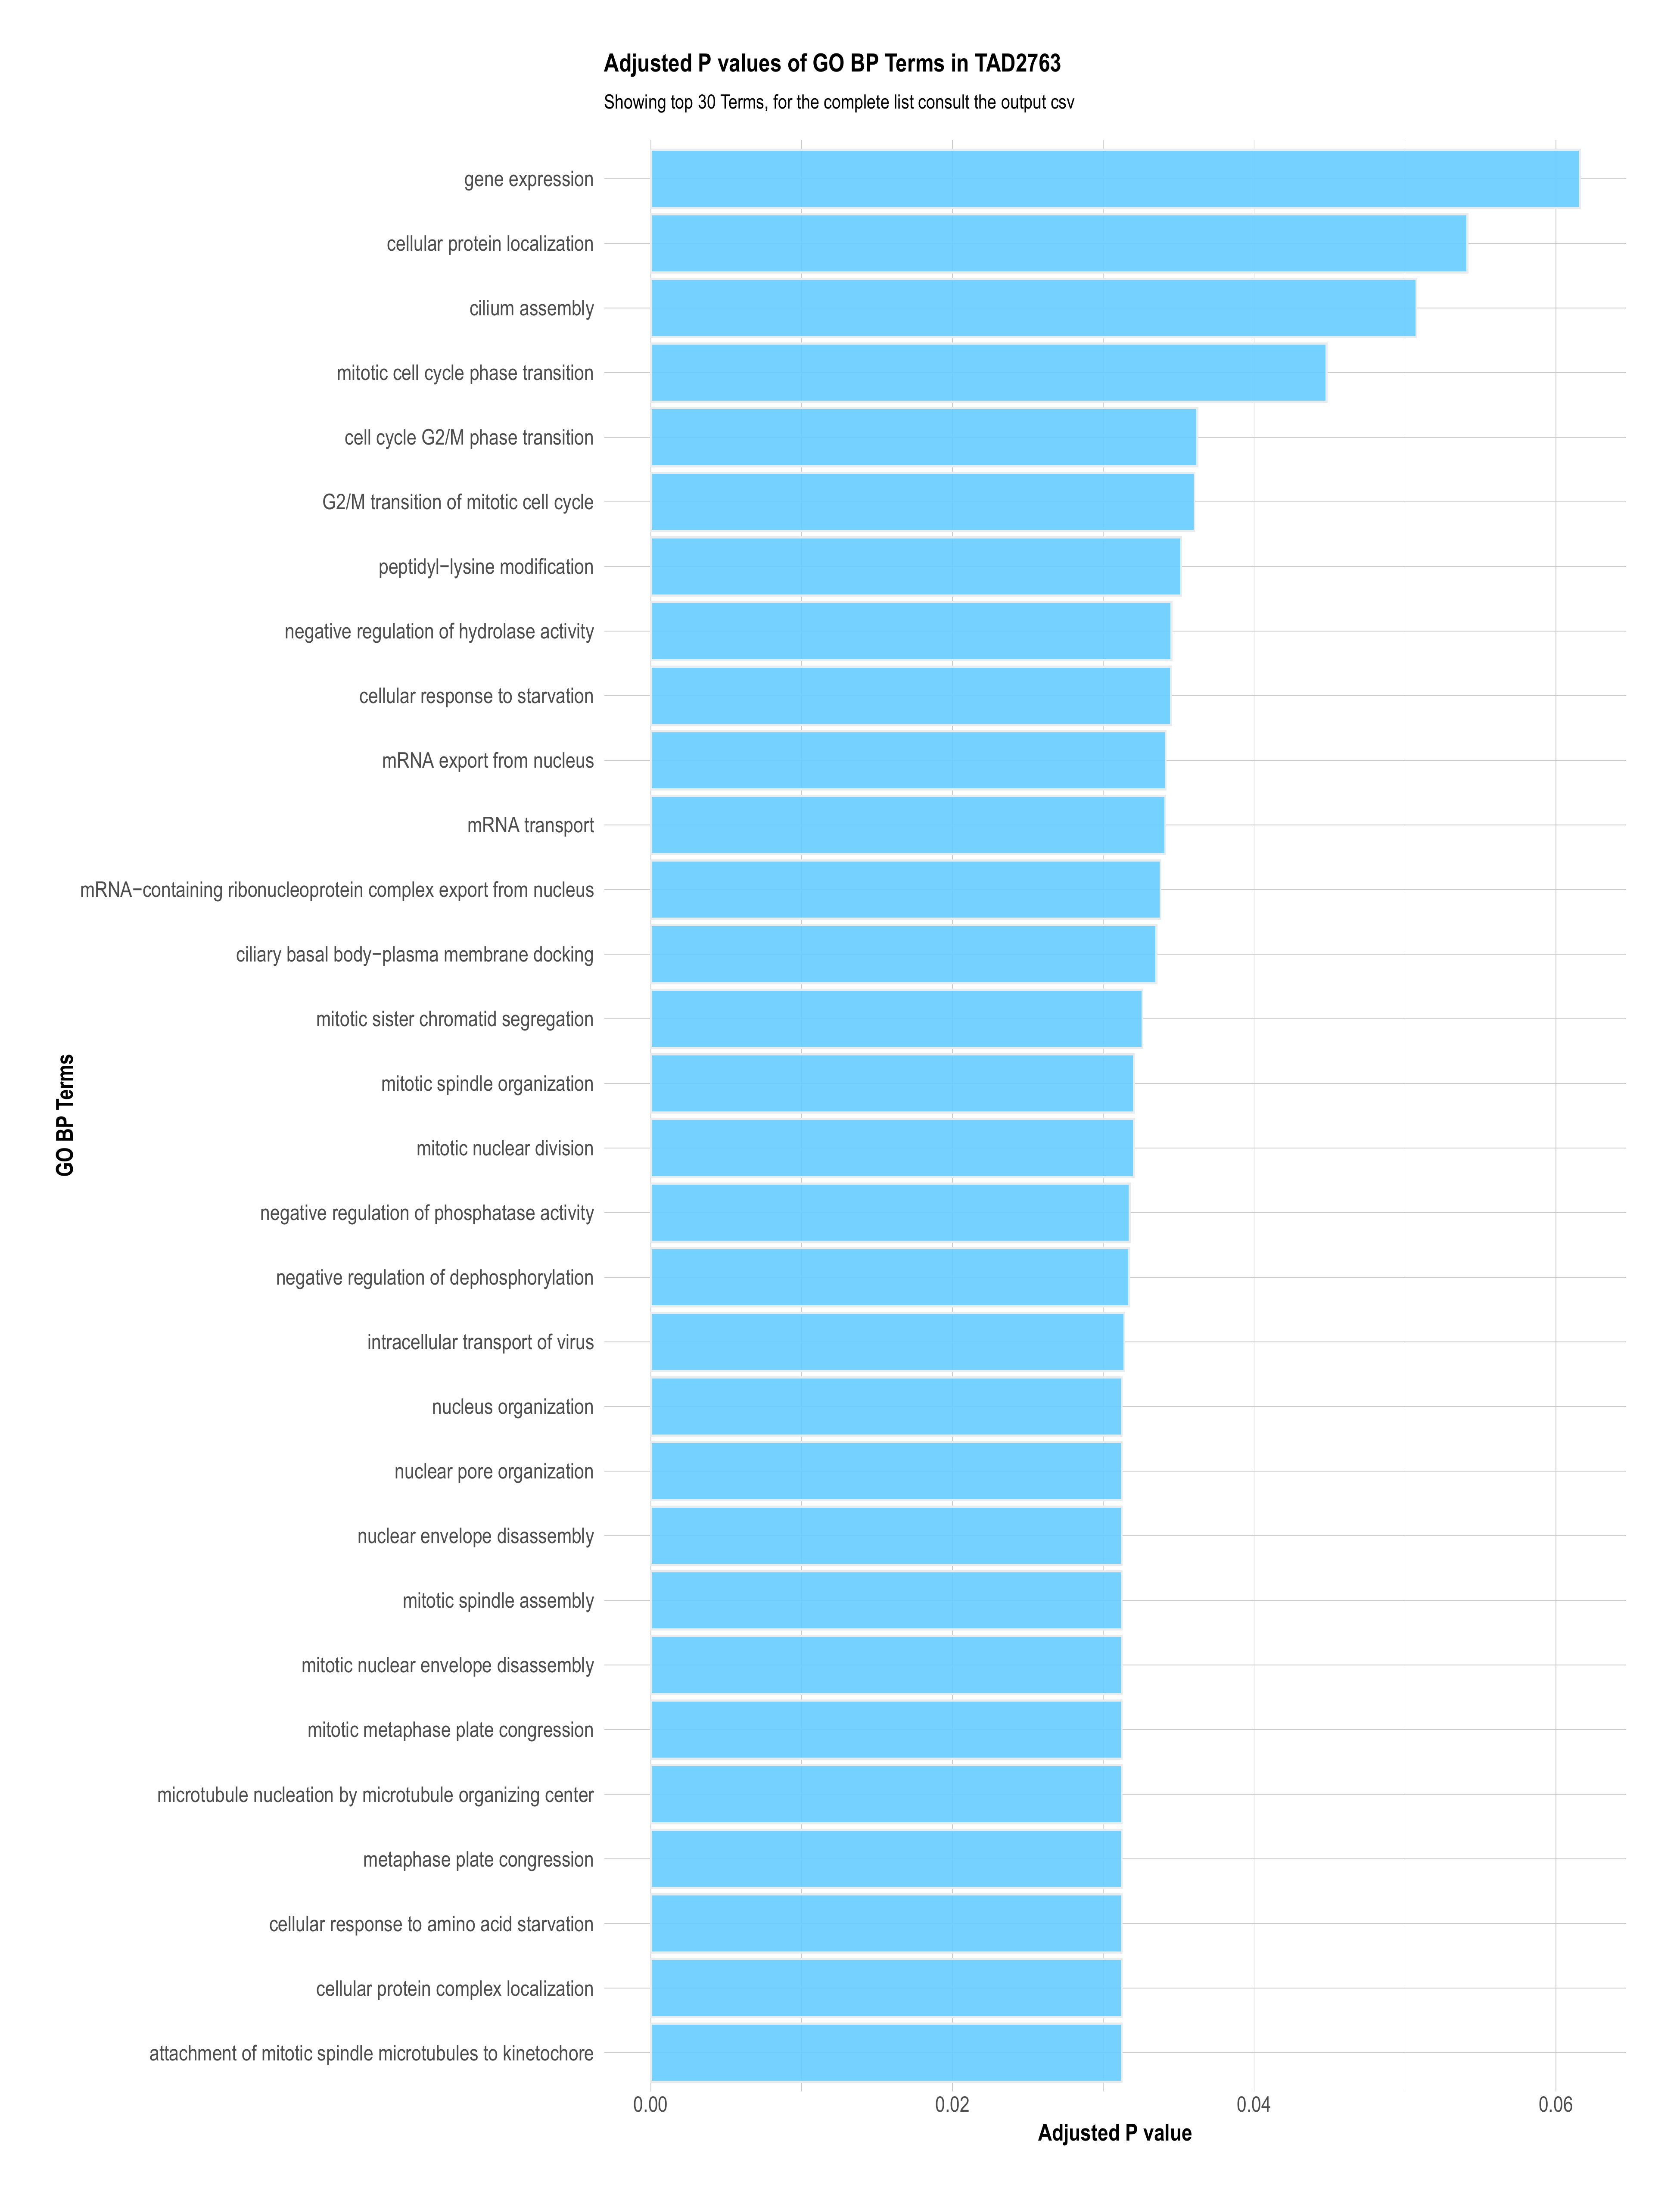 Adjusted P values of GO BP Terms in TAD2763
Showing top 30 Terms, for the complete list consult the output csv
gene expression
cellular protein localization
cilium assembly
mitotic cell cycle phase transition
cell cycle G2/M phase transition
G2/M transition of mitotic cell cycle
peptidyl−lysine modification
negative regulation of hydrolase activity
cellular response to starvation
mRNA export from nucleus
mRNA transport
mRNA−containing ribonucleoprotein complex export from nucleus
ciliary basal body−plasma membrane docking
mitotic sister chromatid segregation
mitotic spindle organization
mitotic nuclear division
negative regulation of phosphatase activity
negative regulation of dephosphorylation
intracellular transport of virus
nucleus organization
nuclear pore organization
nuclear envelope disassembly
mitotic spindle assembly
mitotic nuclear envelope disassembly
mitotic metaphase plate congression
microtubule nucleation by microtubule organizing center
metaphase plate congression
cellular response to amino acid starvation
cellular protein complex localization
attachment of mitotic spindle microtubules to kinetochore
GO BP Terms
0.00 0.02 0.04 0.06
Adjusted P value